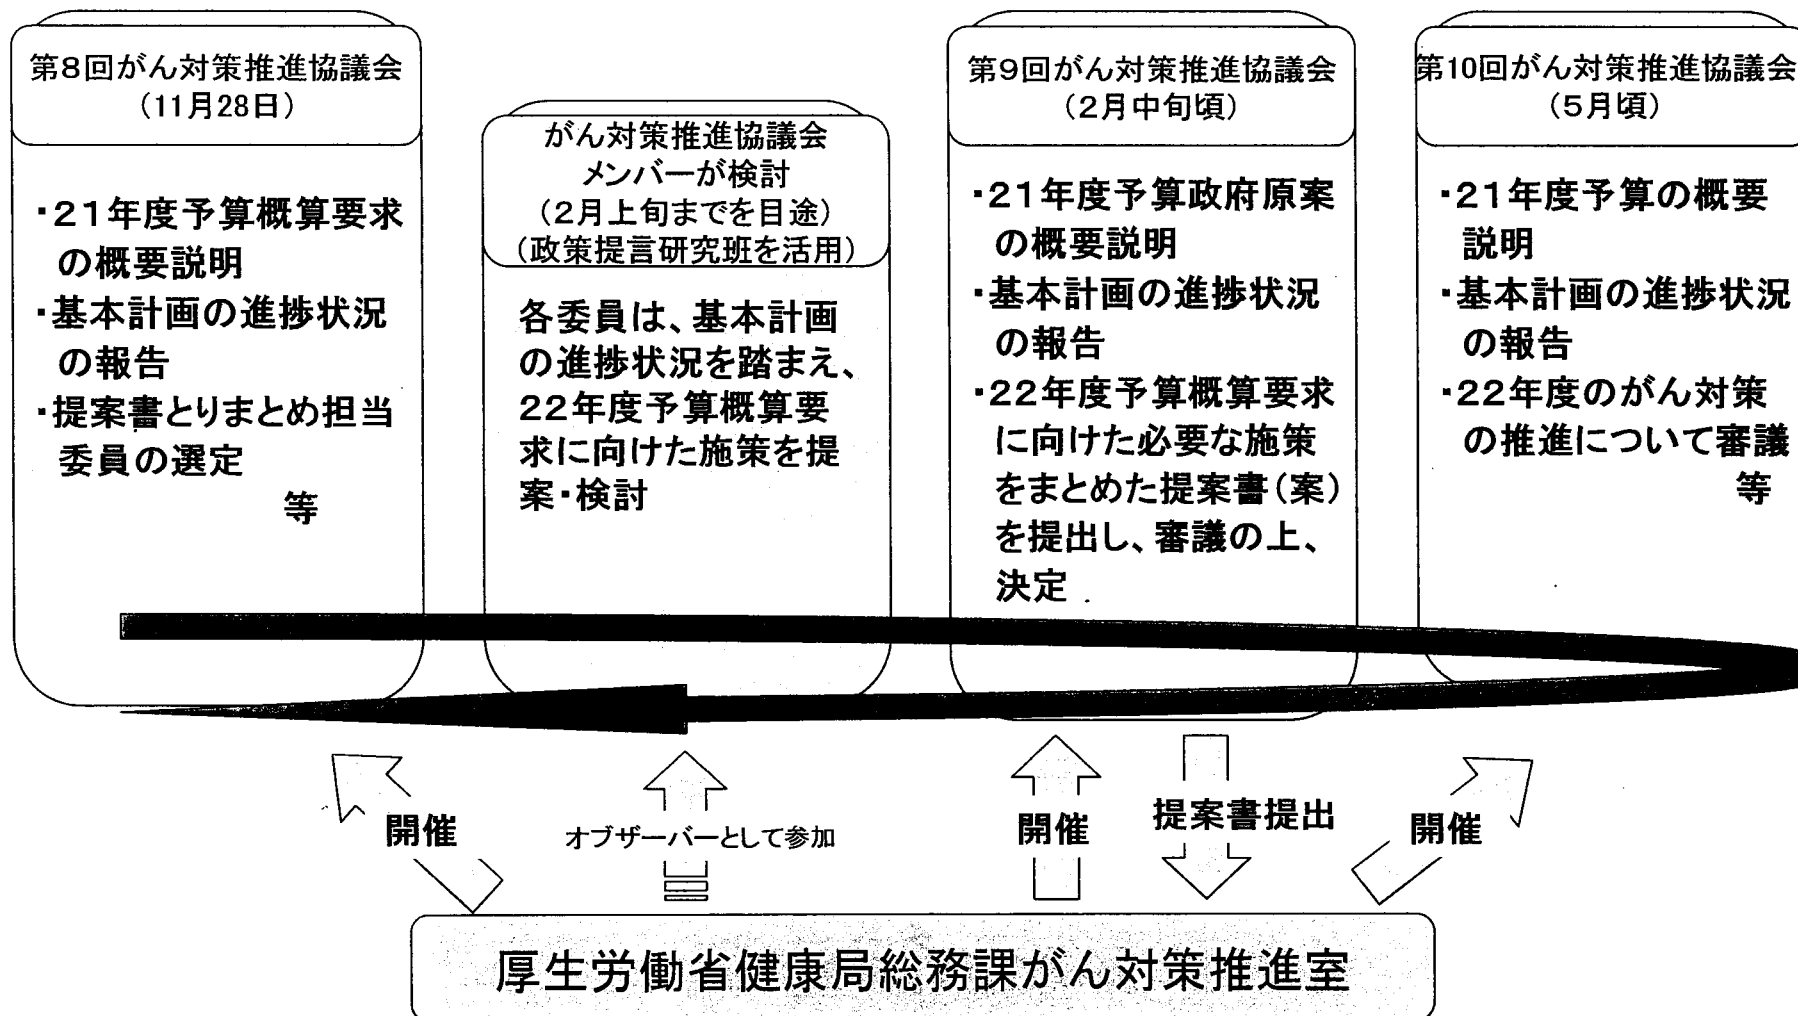 第8回がん対策推進協議会
(11月28日)
・21年度予算概算要求
の概要説明
・基本計画の進捗状況
の報告
・提案書とりまとめ担当
委員の選定
等
がん対策推進協議会
メンバーが検討
(2月上旬までを目途)
(政策提言研究班を活用)
各委員は、基本計画
の進捗状況を踏まえ、
22年度予算概算要
求に向けた施策を提
案・検討
第9回がん対策推進協議会
(2月中旬頃)
・21年度予算政府原案
の概要説明
・基本計画の進捗状況
の報告
・22年度予算概算要求
に向けた必要な施策
をまとめた提案書(案)
を提出し、審議の上、
決定
第10回がん対策推進協議会
(5月頃)
・21年度予算の概要
説明
・基本計画の進捗状況
の報告
・22年度のがん対策
の推進について審議
等
開催
オブザーバーとして参加
開催
提案書提出
開催
厚生労働省健康局総務課がん対策推進室